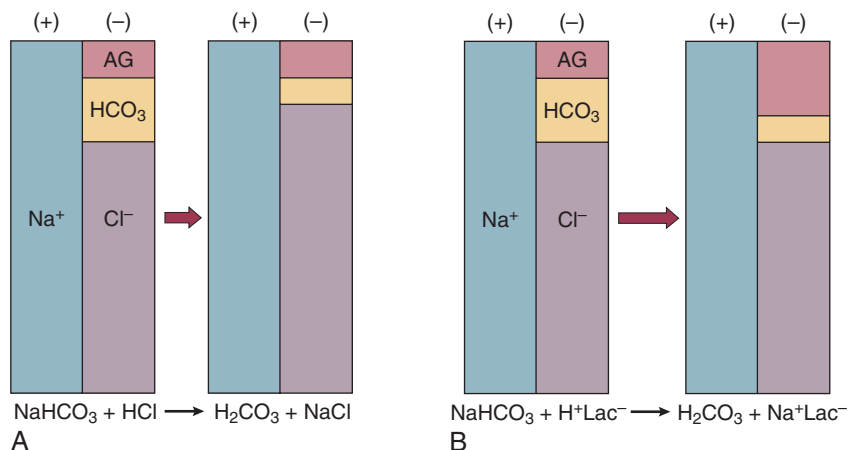 (+) (–) (+) (–)
AG
HCO₃
Na⁺ Cl⁻
NaHCO₃ + HCl → H₂CO₃ + NaCl
A
(+) (–) (+) (–)
AG
HCO₃
Na⁺ Cl⁻
NaHCO₃ + H⁺Lac⁻ → H₂CO₃ + Na⁺Lac⁻
B